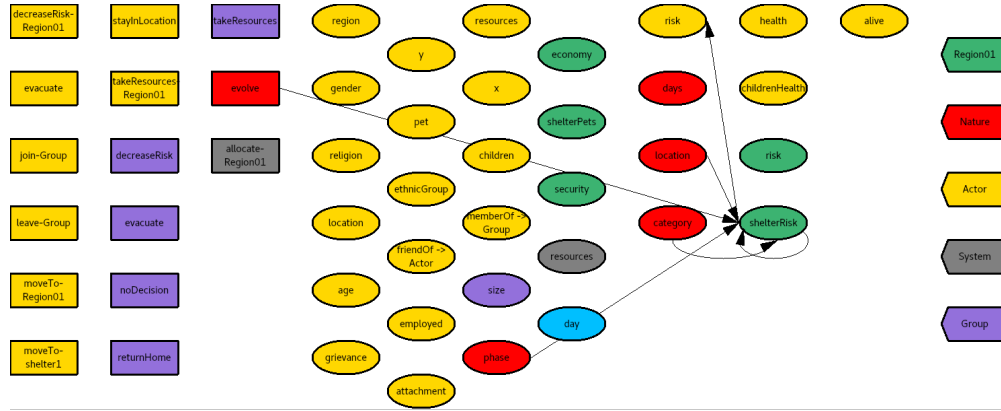 decreaseRisk-
Region01
stayInLocation
takeResources
region
resources
risk
health
alive
y
economy
Region01
evacuate
takeResources-
Region01
evolve
gender
x
days
childrenHealth
pet
shelterPets
Nature
join-Group
decreaseRisk
allocate-
Region01
religion
children
location
risk
ethnicGroup
security
Actor
leave-Group
evacuate
location
memberOf ->
Group
category
shelterRisk
friendOf ->
Actor
resources
System
moveTo-
Region01
noDecision
age
size
employed
day
Group
moveTo-
shelter1
returnHome
grievance
phase
attachment